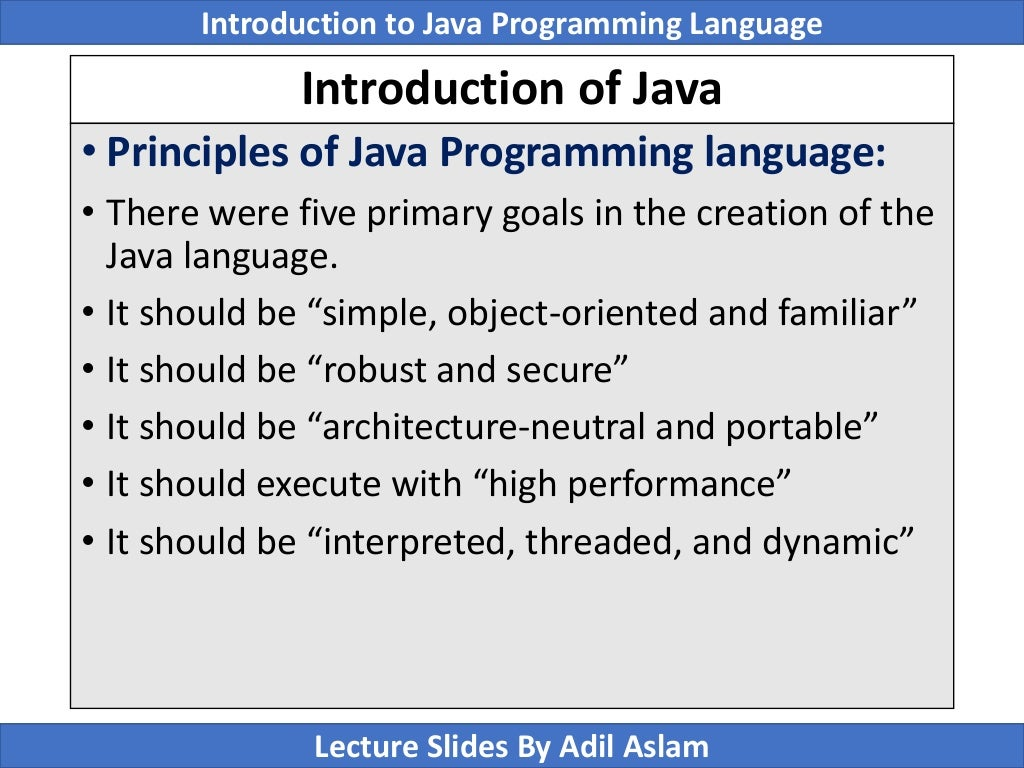 Introduction to Java Programming Language
Introduction of Java
• Principles of Java Programming language:
• There were five primary goals in the creation of the
Java language.
• It should be “simple, object-oriented and familiar”
• It should be “robust and secure”
• It should be “architecture-neutral and portable”
• It should execute with “high performance”
• It should be “interpreted, threaded, and dynamic”
Lecture Slides By Adil Aslam